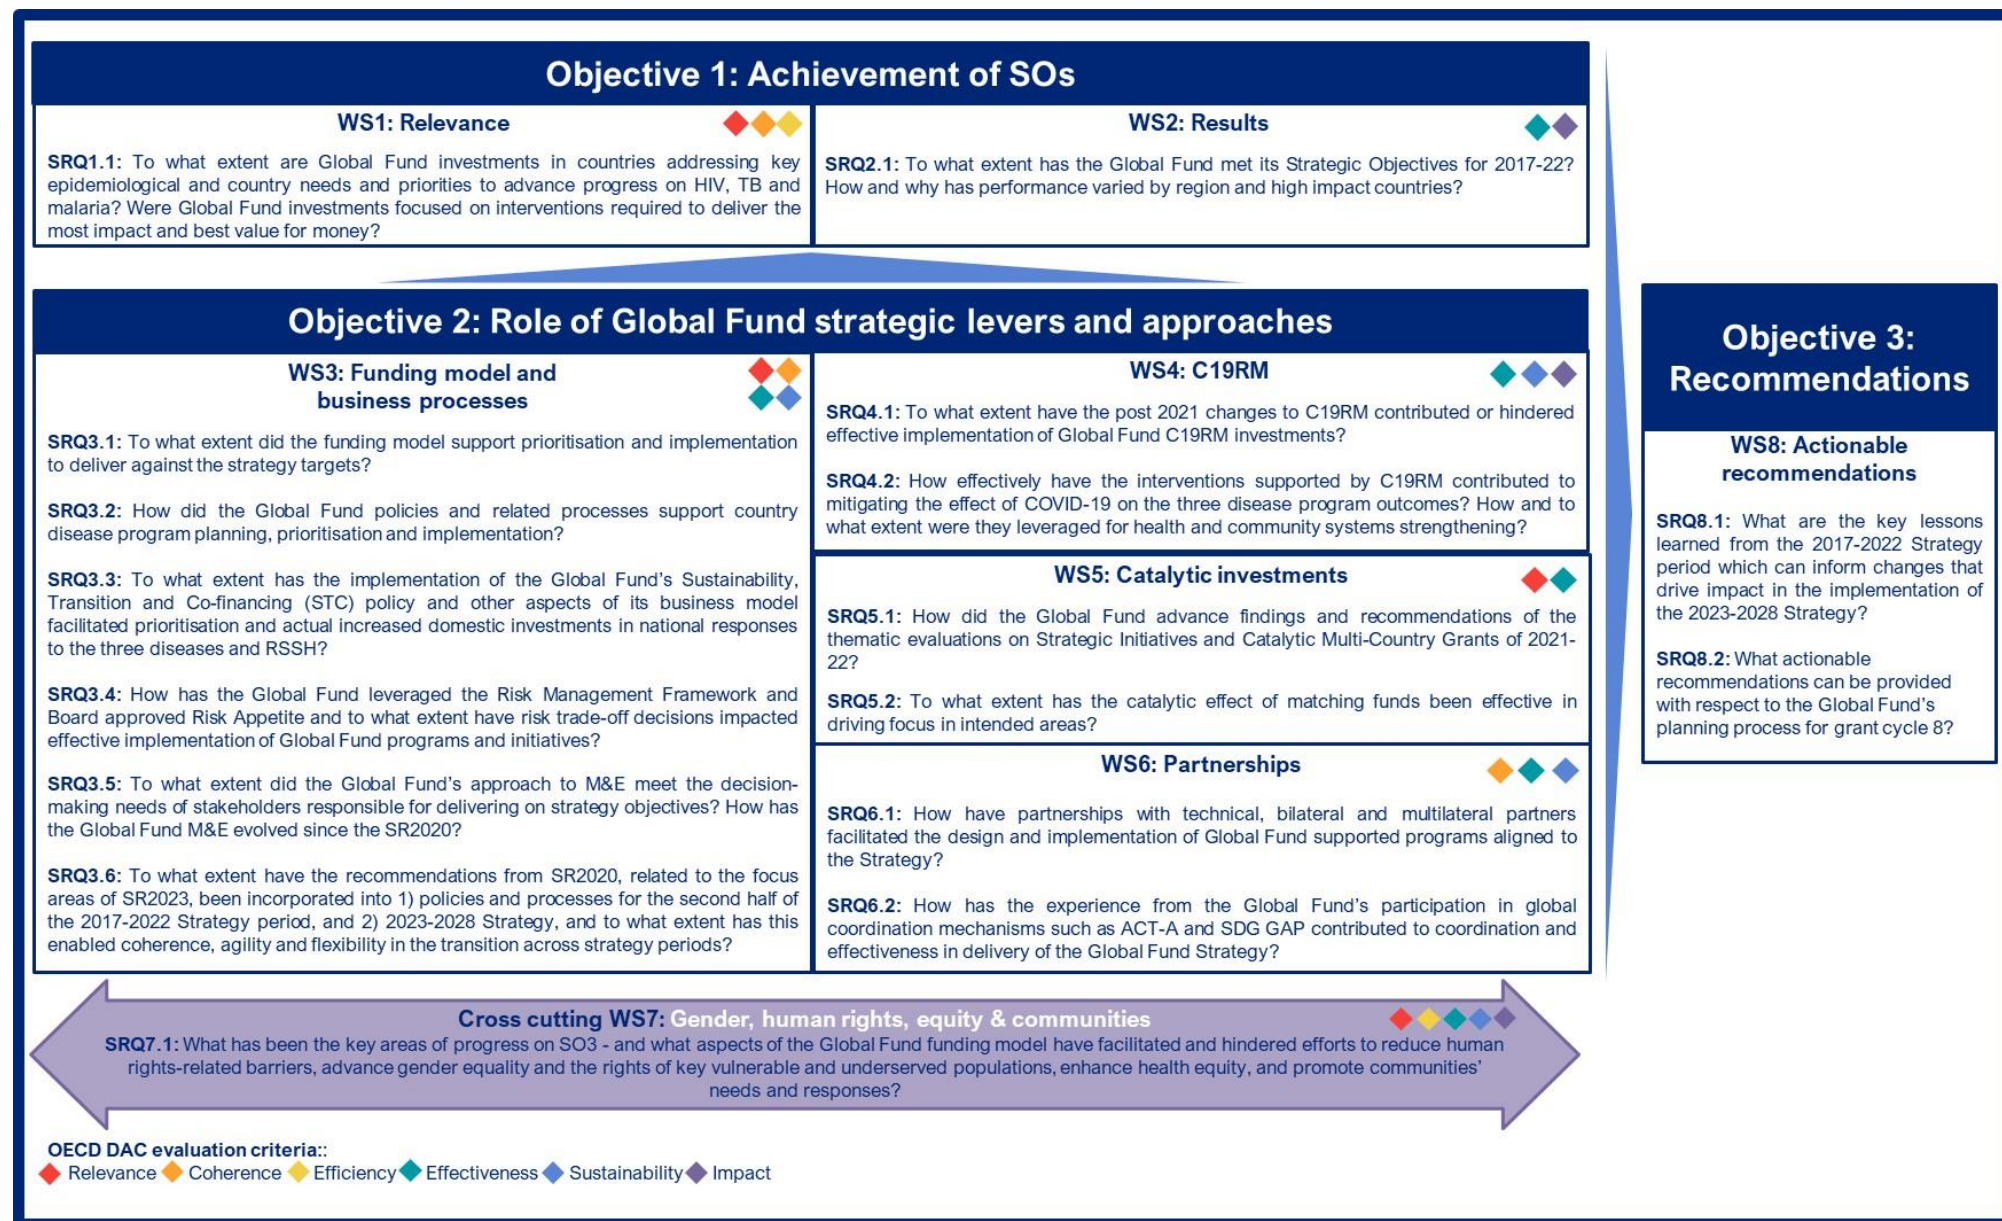 Objective 1: Achievement of SOs
WS1: Relevance
SRQ1.1: To what extent are Global Fund investments in countries addressing key
epidemiological and country needs and priorities to advance progress on HIV, TB and
malaria? Were Global Fund investments focused on interventions required to deliver the
most impact and best value for money?
WS2: Results
SRQ2.1: To what extent has the Global Fund met its Strategic Objectives for 2017-22?
How and why has performance varied by region and high impact countries?
Objective 2: Role of Global Fund strategic levers and approaches
WS3: Funding model and
business processes
SRQ3.1: To what extent did the funding model support prioritisation and implementation
to deliver against the strategy targets?
SRQ3.2: How did the Global Fund policies and related processes support country
disease program planning, prioritisation and implementation?
SRQ3.3: To what extent has the implementation of the Global Fund's Sustainability,
Transition and Co-financing (STC) policy and other aspects of its business model
facilitated prioritisation and actual increased domestic investments in national responses
to the three diseases and RSSH?
SRQ3.4: How has the Global Fund leveraged the Risk Management Framework and
Board approved Risk Appetite and to what extent have risk trade-off decisions impacted
effective implementation of Global Fund programs and initiatives?
SRQ3.5: To what extent did the Global Fund's approach to M&E meet the decision-
making needs of stakeholders responsible for delivering on strategy objectives? How has
the Global Fund M&E evolved since the SR2020?
SRQ3.6: To what extent have the recommendations from SR2020, related to the focus
areas of SR2023, been incorporated into 1) policies and processes for the second half of
the 2017-2022 Strategy period, and 2) 2023-2028 Strategy, and to what extent has this
enabled coherence, agility and flexibility in the transition across strategy periods?
WS4: C19RM
SRQ4.1: To what extent have the post 2021 changes to C19RM contributed or hindered
effective implementation of Global Fund C19RM investments?
SRQ4.2: How effectively have the interventions supported by C19RM contributed to
mitigating the effect of COVID-19 on the three disease program outcomes? How and to
what extent were they leveraged for health and community systems strengthening?
WS5: Catalytic investments
SRQ5.1: How did the Global Fund advance findings and recommendations of the
thematic evaluations on Strategic Initiatives and Catalytic Multi-Country Grants of 2021-
22?
SRQ5.2: To what extent has the catalytic effect of matching funds been effective in
driving focus in intended areas?
WS6: Partnerships
SRQ6.1: How have partnerships with technical, bilateral and multilateral partners
facilitated the design and implementation of Global Fund supported programs aligned to
the Strategy?
SRQ6.2: How has the experience from the Global Fund's participation in global
coordination mechanisms such as ACT-A and SDG GAP contributed to coordination and
effectiveness in delivery of the Global Fund Strategy?
Objective 3:
Recommendations
WS8: Actionable
recommendations
SRQ8.1: What are the key lessons
learned from the 2017-2022 Strategy
period which can inform changes that
drive impact in the implementation of
the 2023-2028 Strategy?
SRQ8.2: What actionable
recommendations can be provided
with respect to the Global Fund's
planning process for grant cycle 8?
Cross cutting WS7: Gender, human rights, equity & communities
SRQ7.1: What has been the key areas of progress on SO3 - and what aspects of the Global Fund funding model have facilitated and hindered efforts to reduce human
rights-related barriers, advance gender equality and the rights of key vulnerable and underserved populations, enhance health equity, and promote communities'
needs and responses?
OECD DAC evaluation criteria::
Relevance Coherence Efficiency Effectiveness Sustainability Impact